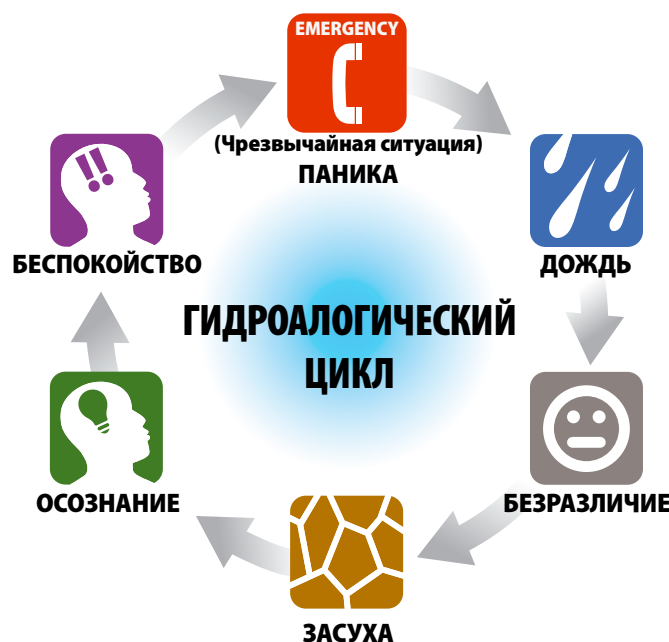 EMERGENCY
(Чрезвычайная ситуация)
ПАНИКА
ДОЖДЬ
БЕЗРАЗЛИЧИЕ
ЗАСУХА
ОСОЗНАНИЕ
БЕСПОКОЙСТВО
ГИДРОАЛОГИЧЕСКИЙ
ЦИКЛ